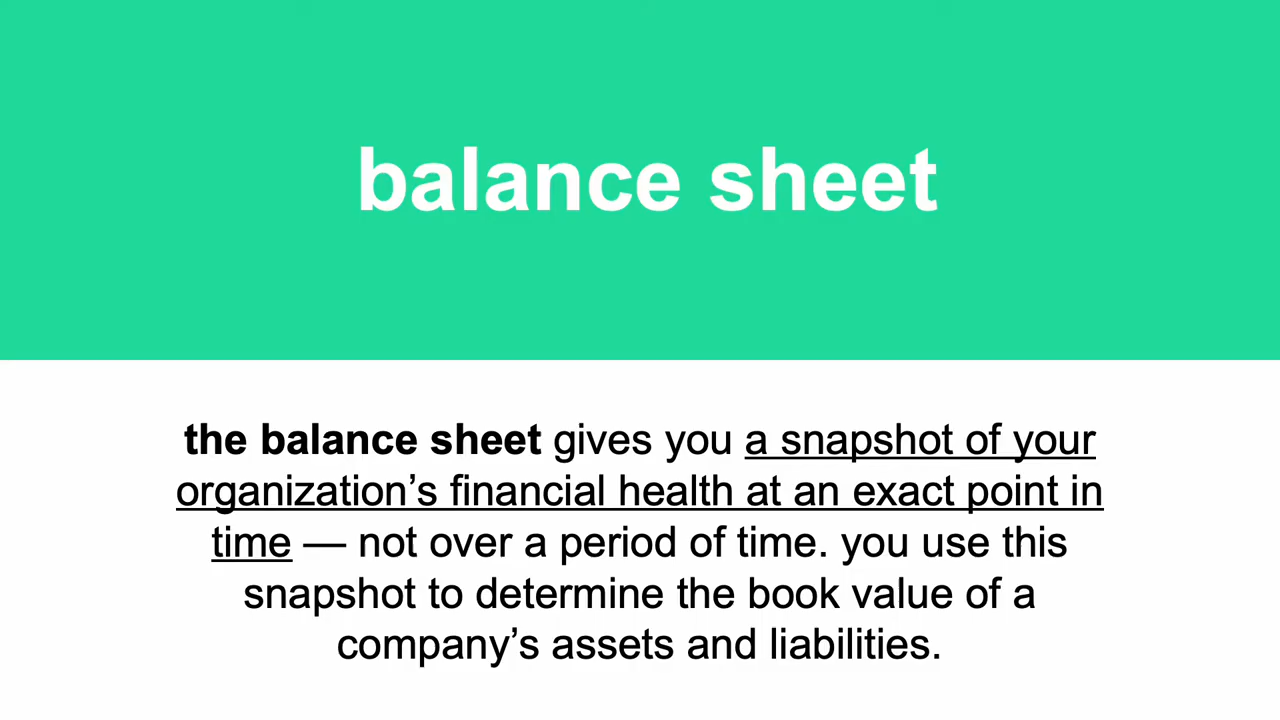 balance sheet
the balance sheet gives you a snapshot of your
organization’s financial health at an exact point in
time — not over a period of time. you use this
snapshot to determine the book value of a
company’s assets and liabilities.